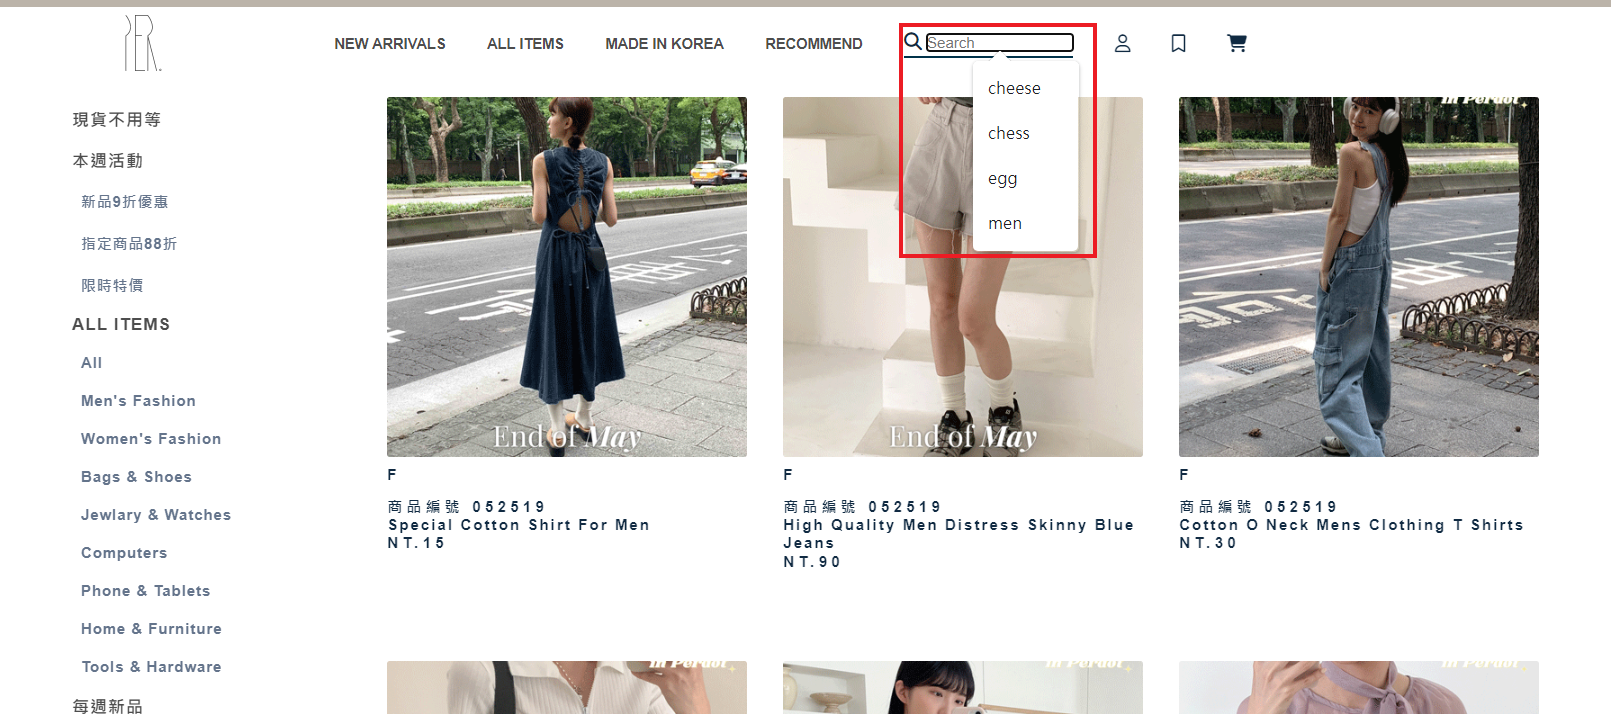 PER.
NEW ARRIVALS
ALL ITEMS
MADE IN KOREA
RECOMMEND
Search
cheese
chess
egg
men
現貨不用等
本週活動
新品9折優惠
指定商品88折
限時特價
ALL ITEMS
All
Men's Fashion
Women's Fashion
Bags & Shoes
Jewlary & Watches
Computers
Phone & Tablets
Home & Furniture
Tools & Hardware
每週新品
End of May
F
商品編號 052519
Special Cotton Shirt For Men
NT.15
End of May
F
商品編號 052519
High Quality Men Distress Skinny Blue
Jeans
NT.90
In Perdot
F
商品編號 052519
Cotton O Neck Mens Clothing T Shirts
NT.30
In Perdot
In Perdot
In Perdot